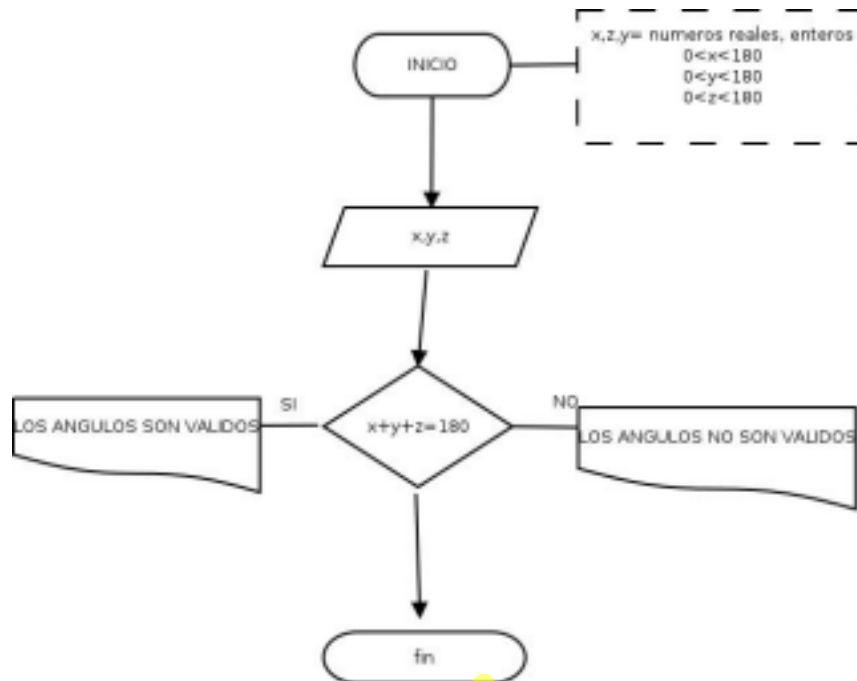 INICIO
x,z,y= numeros reales, enteros
0<x<180
0<y<180
0<z<180
x,y,z
SI
NO
LOS ANGULOS SON VALIDOS
x+y+z=180
LOS ANGULOS NO SON VALIDOS
fin